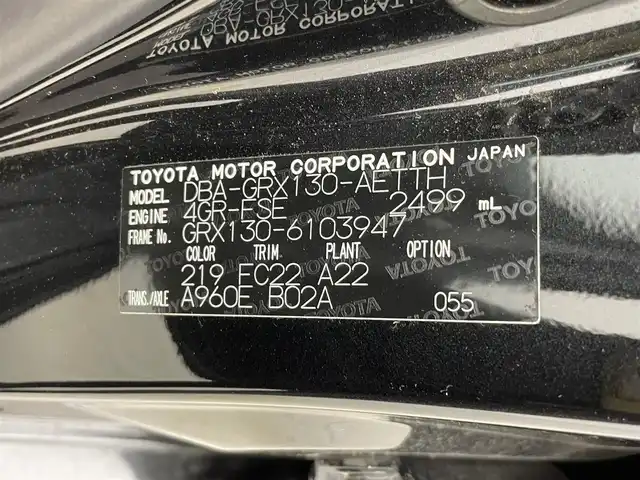 TOYOTA MOTOR CORPORATION JAPAN
MODEL DBA-GRX130-AETTH
ENGINE 4GR-FSE 2499 mL
FRAME No. GRX130-6103947
COLOR TRIM PLANT OPTION
219 EC22 A22
TRANS./AXLE A960E B02A 055